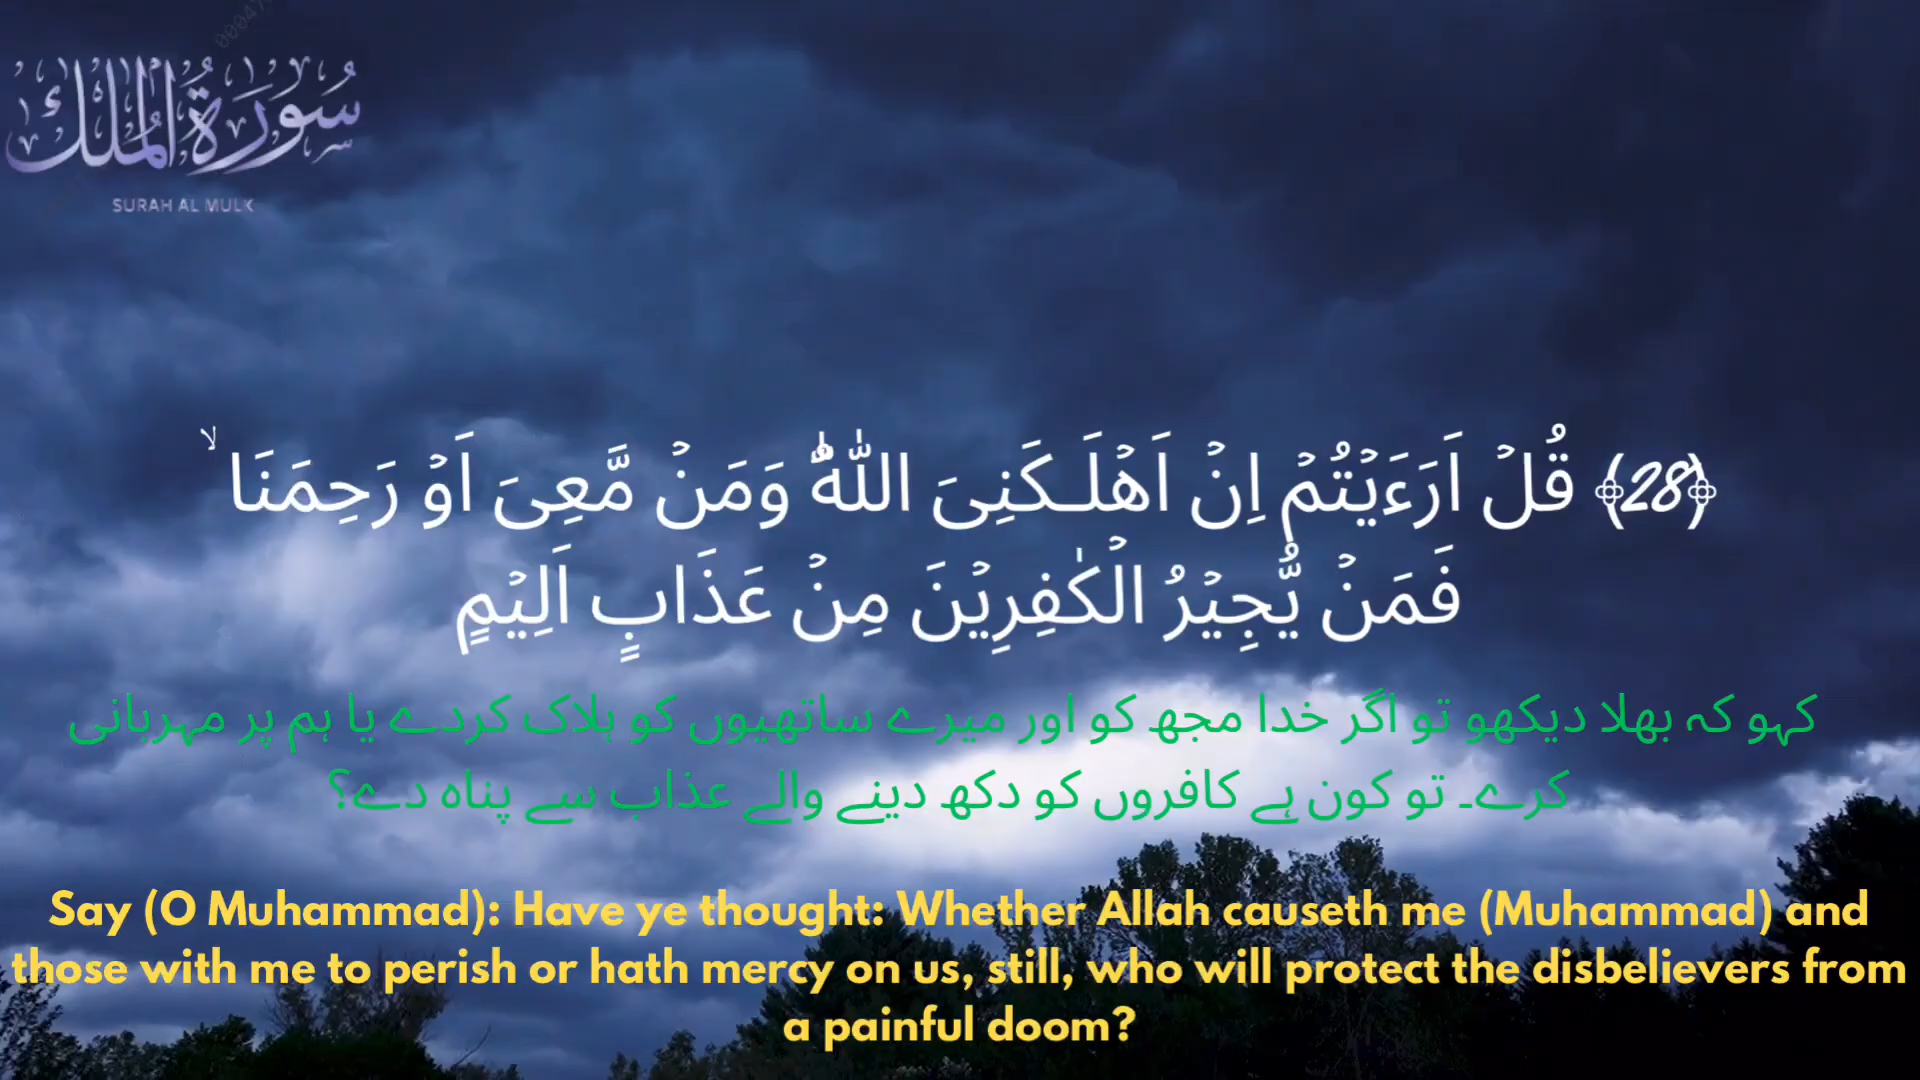 سُورَةُ الملك
SURAH AL MULK
﴿28﴾ قُلۡ اَرَءَيۡتُمۡ اِنۡ اَهۡلَـكَنِىَ اللّٰهُ وَمَنۡ مَّعِىَ اَوۡ رَحِمَنَا ۙ
فَمَنۡ يُّجِيۡرُ الۡكٰفِرِيۡنَ مِنۡ عَذَابٍ اَلِيۡمٍ
کہو کہ بھلا دیکھو تو اگر خدا مجھ کو اور میرے ساتھیوں کو ہلاک کردے یا ہم پر مہربانی
کرے۔ تو کون ہے کافروں کو دکھ دینے والے عذاب سے پناہ دے؟
Say (O Muhammad): Have ye thought: Whether Allah causeth me (Muhammad) and
those with me to perish or hath mercy on us, still, who will protect the disbelievers from
a painful doom?